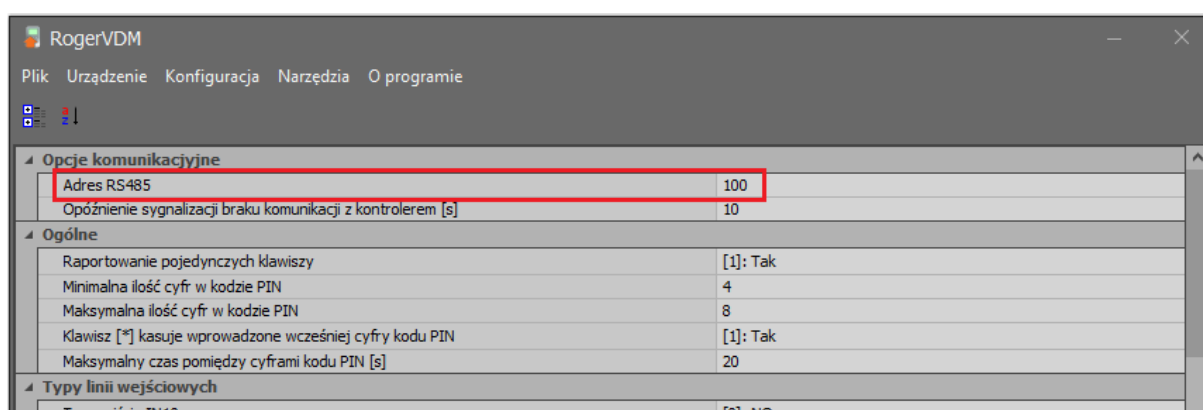 RogerVDM
Plik Urządzenie Konfiguracja Narzędzia O programie
Opcje komunikacyjne
Adres RS485 100
Opóźnienie sygnalizacji braku komunikacji z kontrolerem [s] 10
Ogólne
Raportowanie pojedynczych klawiszy [1]: Tak
Minimalna ilość cyfr w kodzie PIN 4
Maksymalna ilość cyfr w kodzie PIN 8
Klawisz [*] kasuje wprowadzone wcześniej cyfry kodu PIN [1]: Tak
Maksymalny czas pomiędzy cyframi kodu PIN [s] 20
Typy linii wejściowych